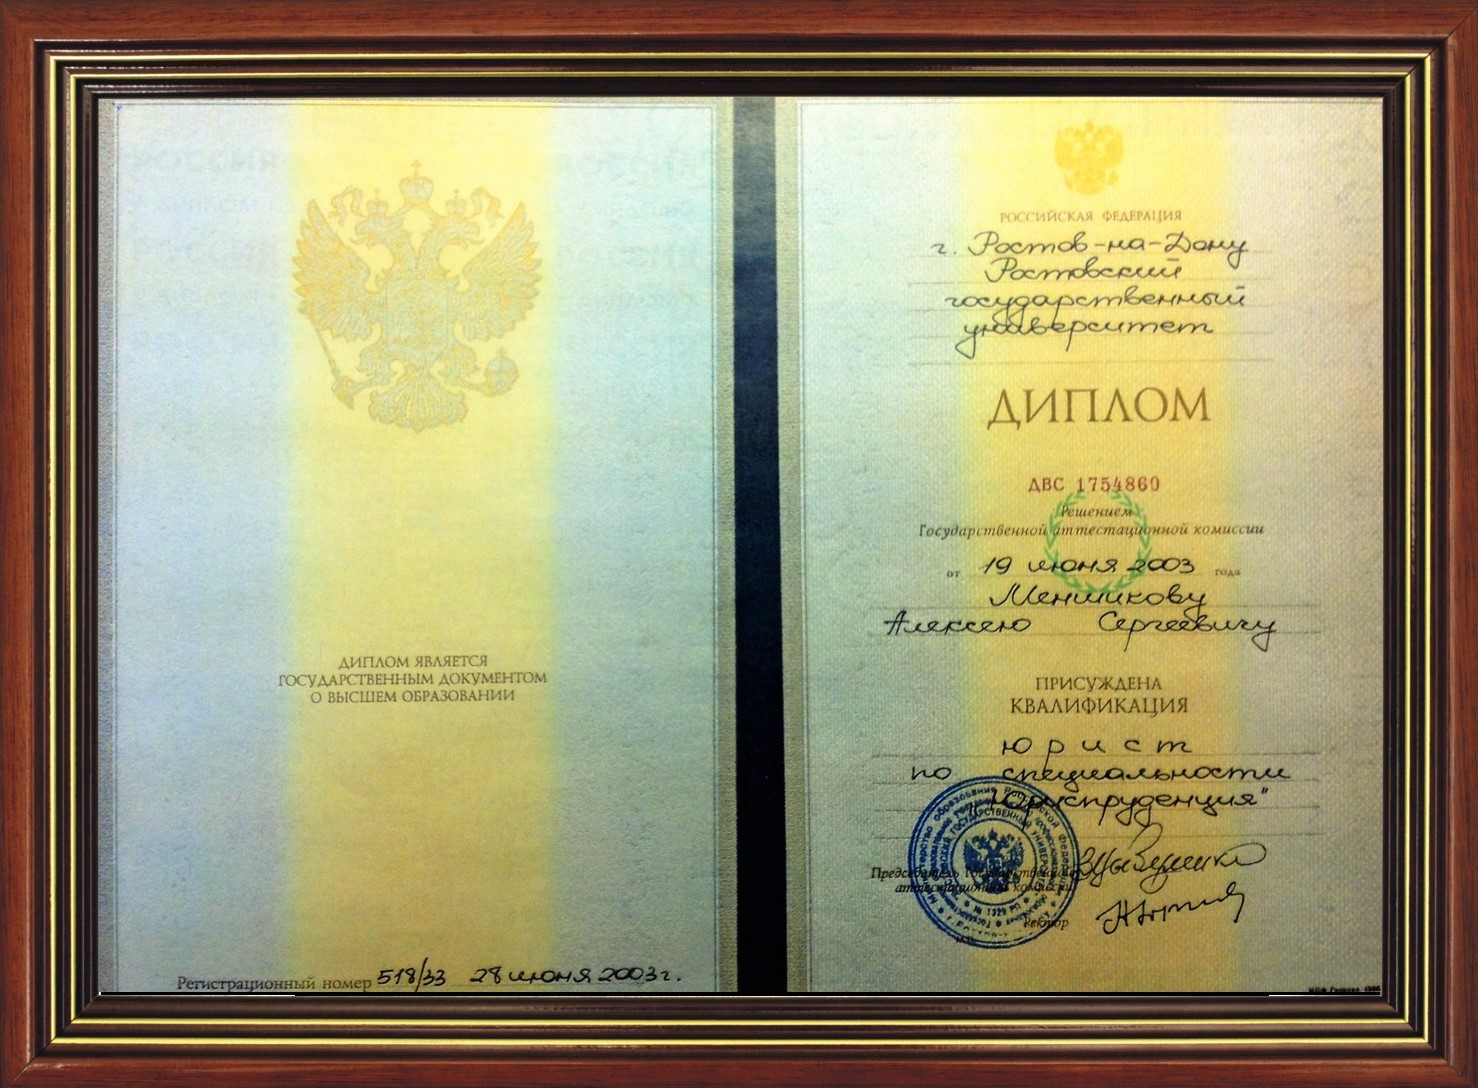 ДИПЛОМ ЯВЛЯЕТСЯ
ГОСУДАРСТВЕННЫМ ДОКУМЕНТОМ
О ВЫСШЕМ ОБРАЗОВАНИИ
Регистрационный номер 518/33 28 июня 2003 г.
РОССИЙСКАЯ ФЕДЕРАЦИЯ
г. Ростов-на-Дону
Ростовский
государственный
университет
ДИПЛОМ
ДВС 1754860
Решением
Государственной аттестационной комиссии
от 19 июня 2003 года
Меншикову
Алексею Сергеевичу
ПРИСУЖДЕНА
КВАЛИФИКАЦИЯ
юрист
по специальности
"Юриспруденция"
Председатель Государственной
аттестационной комиссии
Ректор